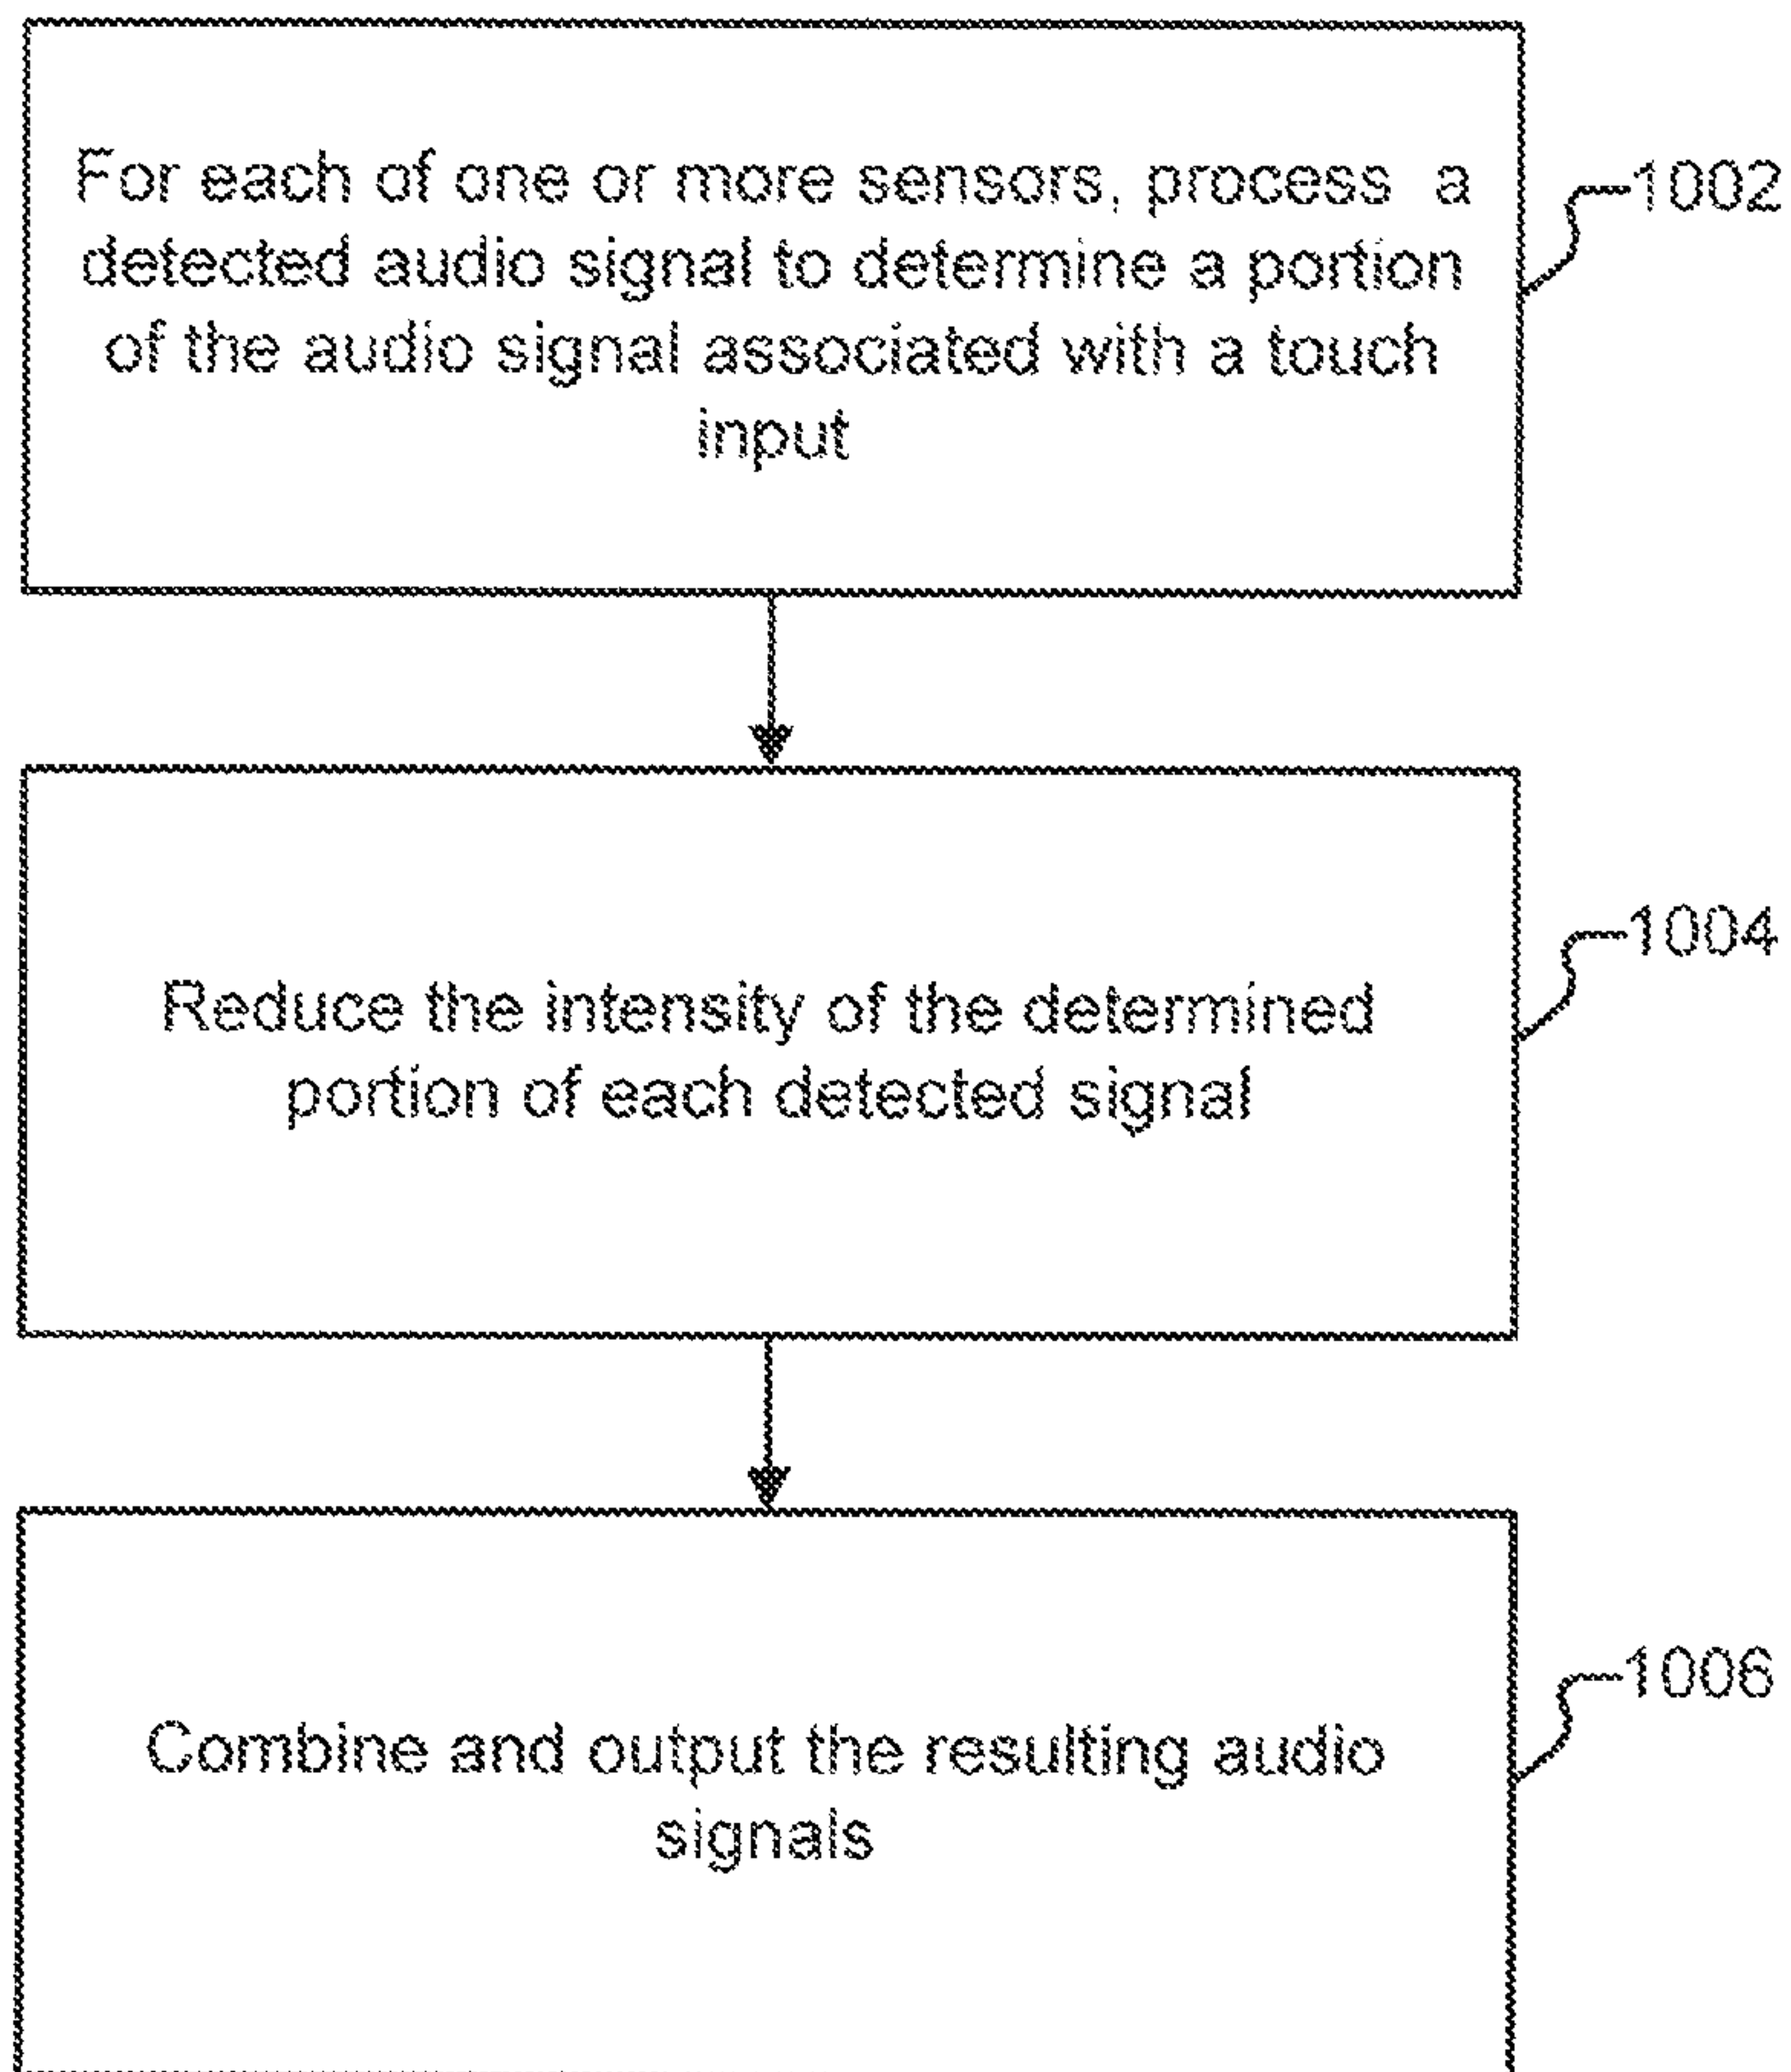 For each of one or more sensors, process a
detected audio signal to determine a portion
of the audio signal associated with a touch
input
1002
Reduce the intensity of the determined
portion of each detected signal
1004
Combine and output the resulting audio
signals
1006